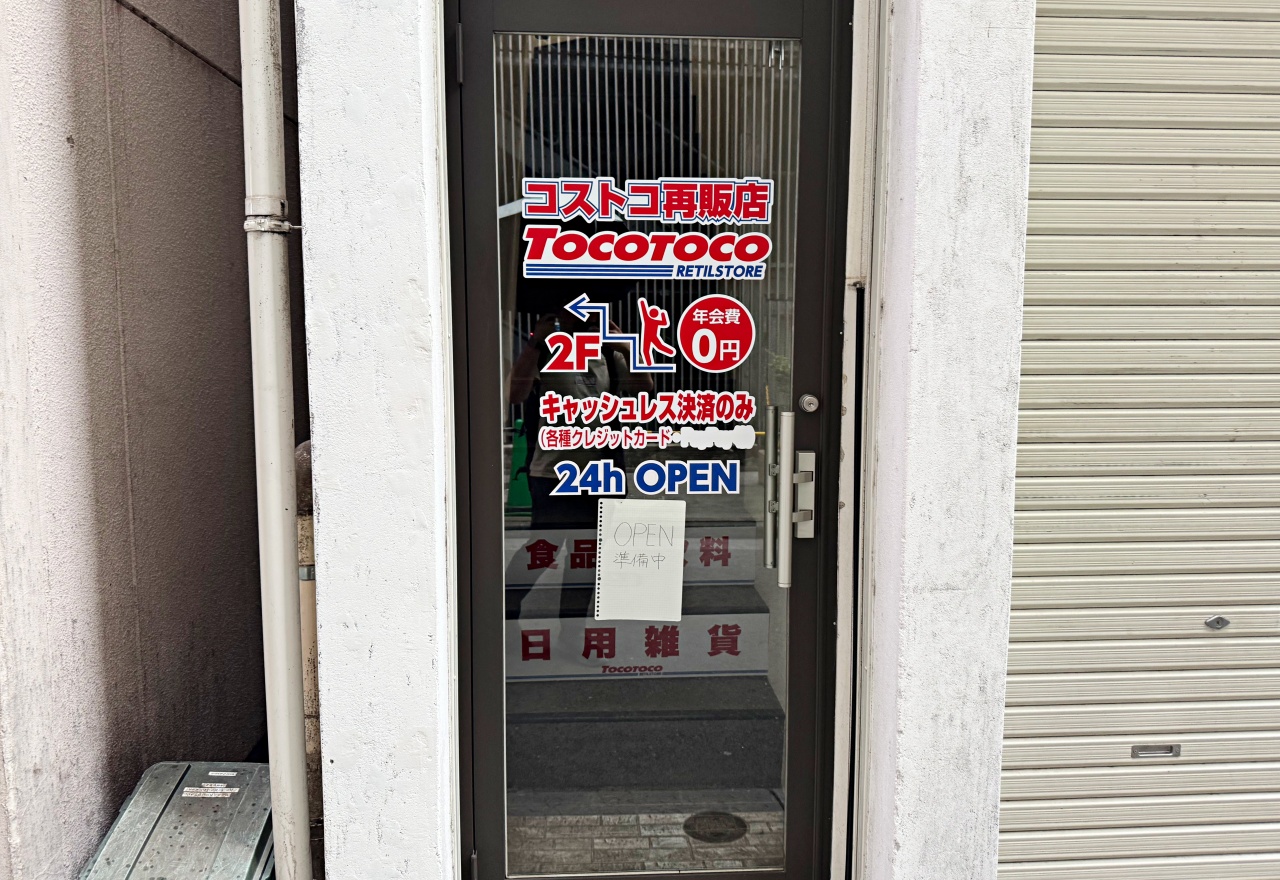 コストコ再販店
TOCOTOCO
RETILSTORE
2F
年会費
0円
キャッシュレス決済のみ
(各種クレジットカード・
24h OPEN
OPEN
準備中
食品 料
日用雑貨
TOCOTOCO